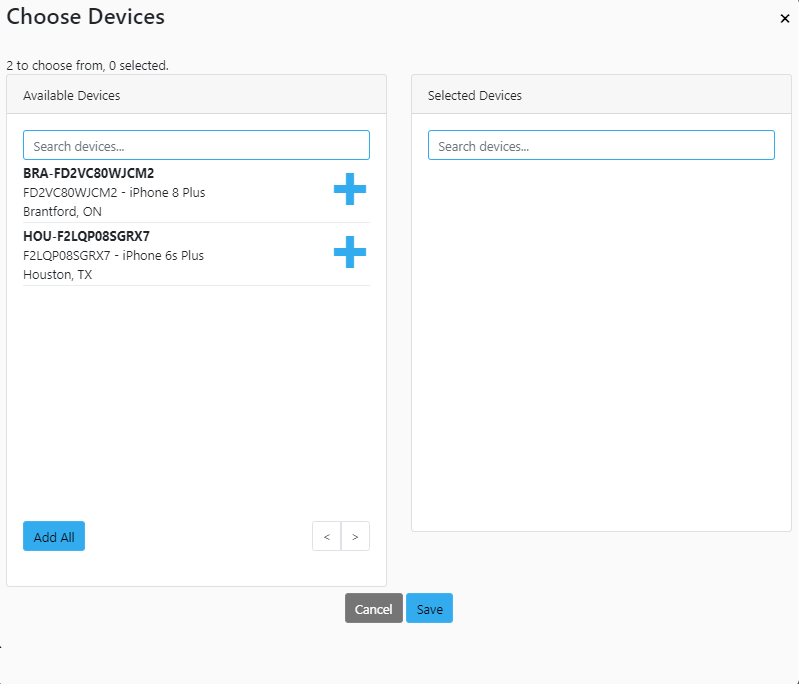 Choose Devices
×
2 to choose from, 0 selected.
Available Devices
Search devices...
BRA-FD2VC80WJCM2
FD2VC80WJCM2 - iPhone 8 Plus
Brantford, ON
HOU-F2LQP08SGRX7
F2LQP08SGRX7 - iPhone 6s Plus
Houston, TX
Add All
< >
Selected Devices
Search devices...
Cancel Save